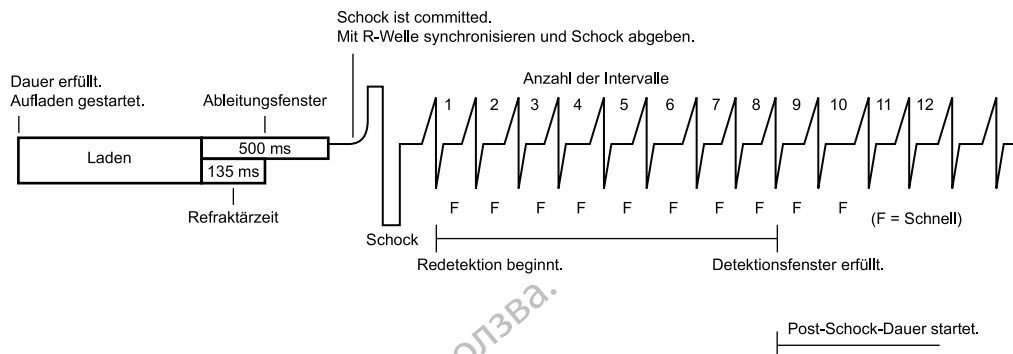 Schock ist committed.
Mit R-Welle synchronisieren und Schock abgeben.
Dauer erfüllt.
Aufladen gestartet.
Ableitungsfenster
Anzahl der Intervalle
1 2 3 4 5 6 7 8 9 10 11 12
Laden
500 ms
135 ms
Refraktärzeit
F F F F F F F F F F
(F = Schnell)
Schock
Redetektion beginnt.
Detektionsfenster erfüllt.
Post-Schock-Dauer startet.